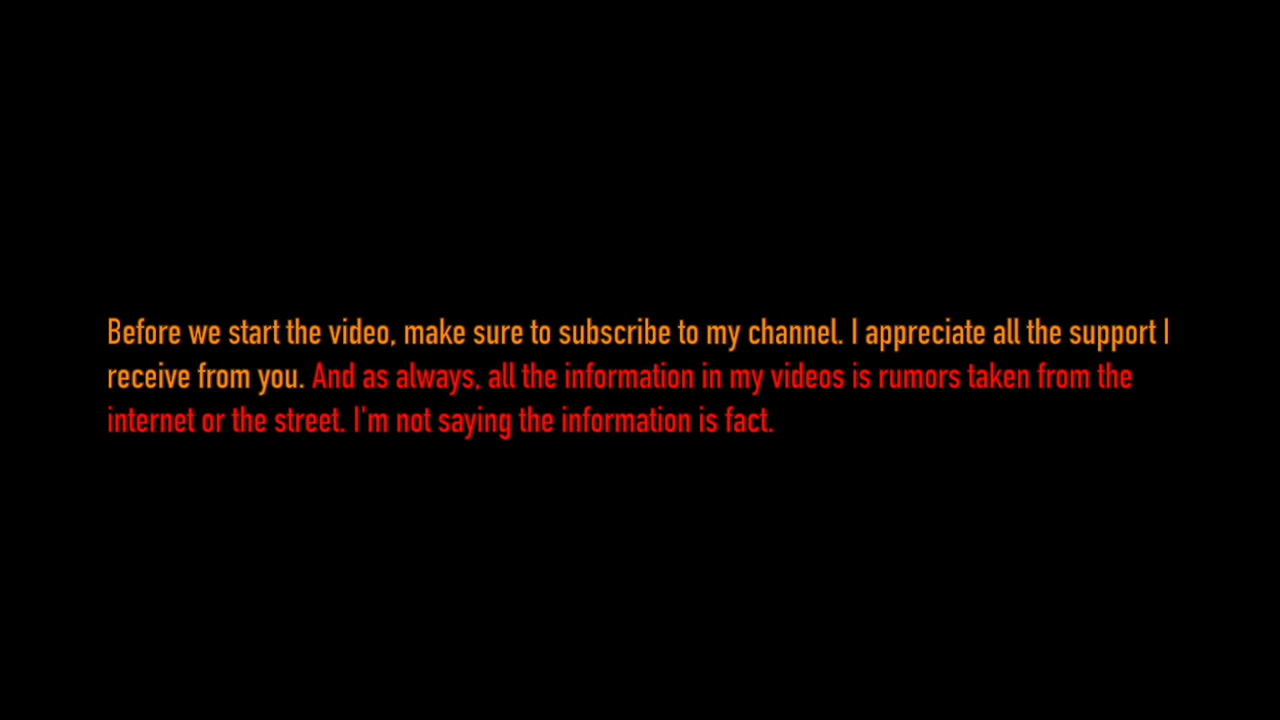 Before we start the video, make sure to subscribe to my channel. I appreciate all the support I
receive from you. And as always, all the information in my videos is rumors taken from the
internet or the street. I'm not saying the information is fact.